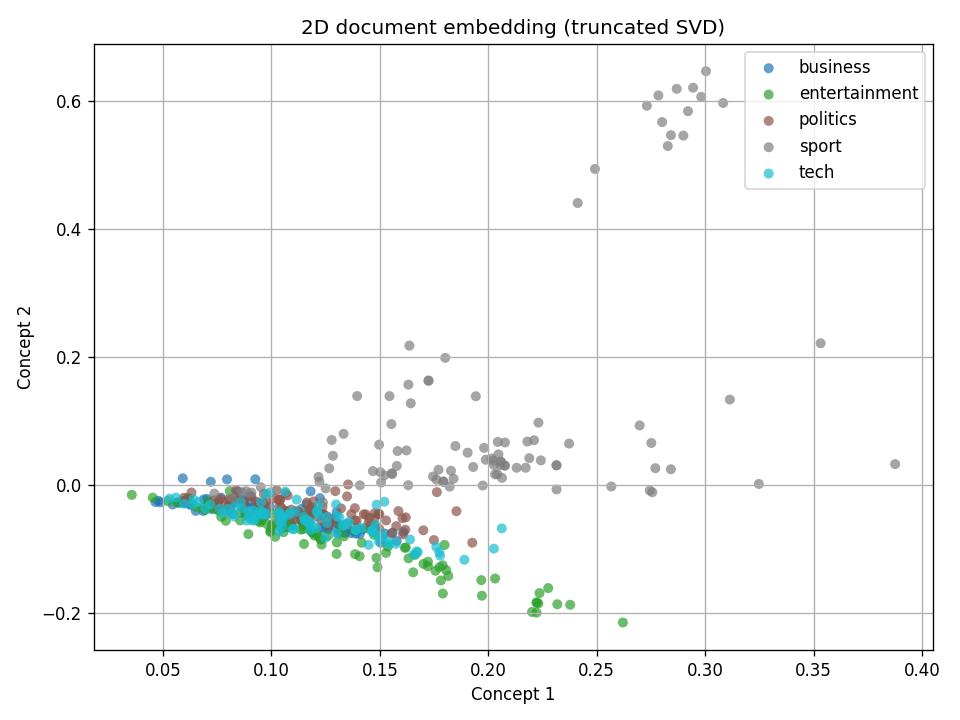 2D document embedding (truncated SVD)
business
entertainment
politics
sport
tech
0.6
0.4
0.2
0.0
−0.2
Concept 2
0.05 0.10 0.15 0.20 0.25 0.30 0.35 0.40
Concept 1